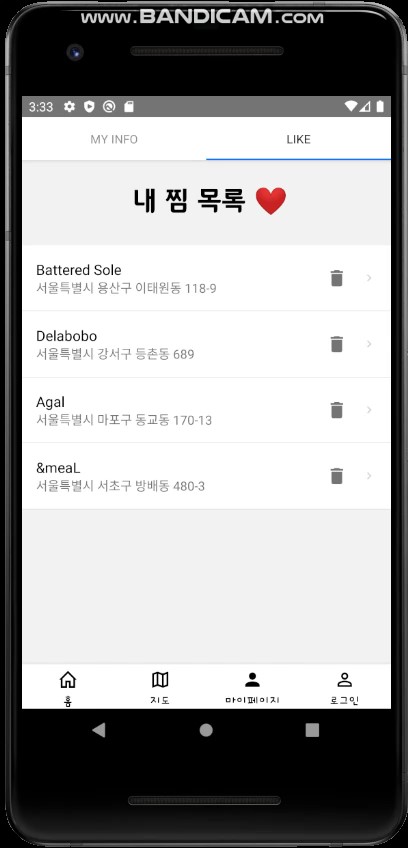 www.BANDICAM.com
3:33
MY INFO
LIKE
내 찜 목록 ❤️
Battered Sole
서울특별시 용산구 이태원동 118-9
Delabobo
서울특별시 강서구 등촌동 689
Agal
서울특별시 마포구 동교동 170-13
&meaL
서울특별시 서초구 방배동 480-3
홈
지도
마이페이지
로그인